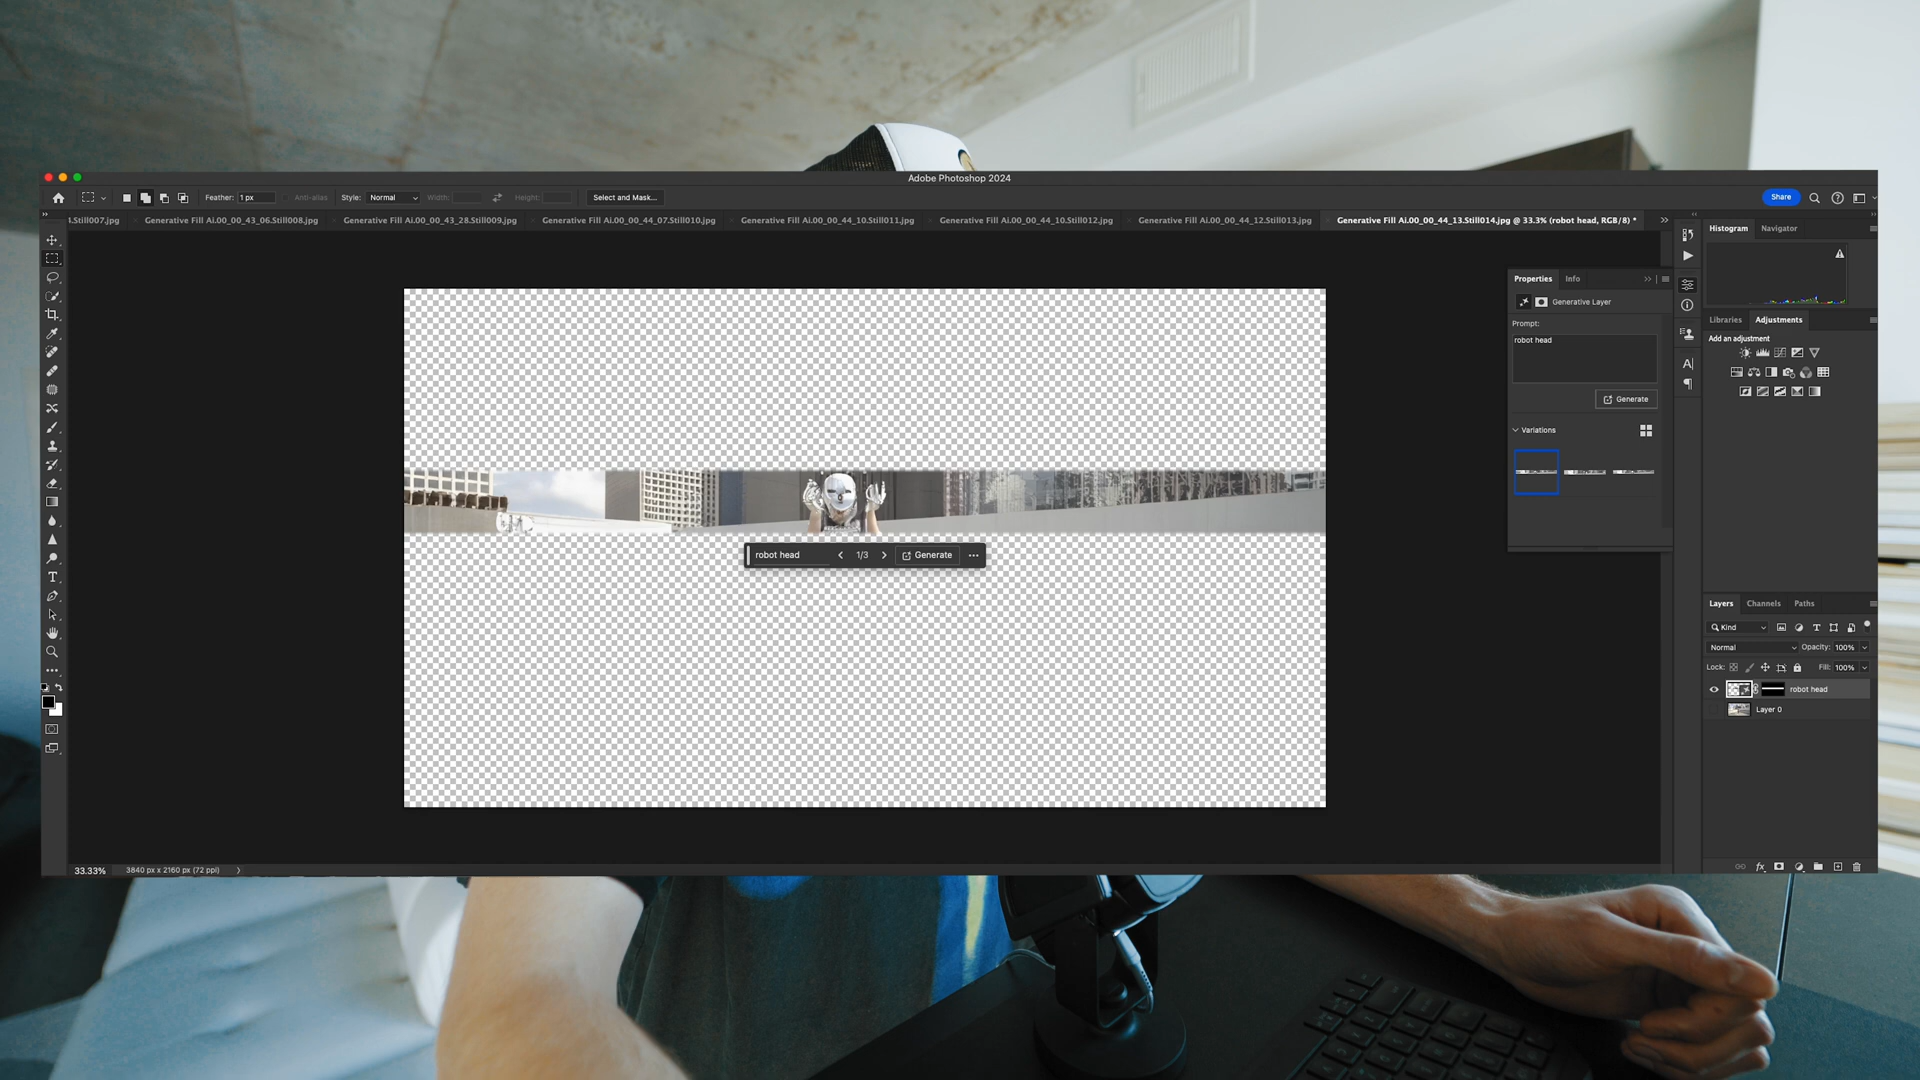 Adobe Photoshop 2024
Feather: 1 px Anti-alias Style: Normal Width: Height: Select and Mask... Share
Still007.jpg Generative Fill Ai.00_00_43_06.Still008.jpg Generative Fill Ai.00_00_43_28.Still009.jpg Generative Fill Ai.00_00_44_07.Still010.jpg Generative Fill Ai.00_00_44_10.Still011.jpg Generative Fill Ai.00_00_44_10.Still012.jpg Generative Fill Ai.00_00_44_12.Still013.jpg Generative Fill Ai.00_00_44_13.Still014.jpg @ 33.3% (robot head, RGB/8) *
Histogram Navigator
Properties Info
Generative Layer
Prompt:
robot head
Generate
Variations
Libraries Adjustments
Add an adjustment
robot head 1/3 Generate ...
Layers Channels Paths
Kind
Normal Opacity: 100%
Lock: Fill: 100%
robot head
Layer 0
fx
33.33% 3840 px x 2160 px (72 ppi)